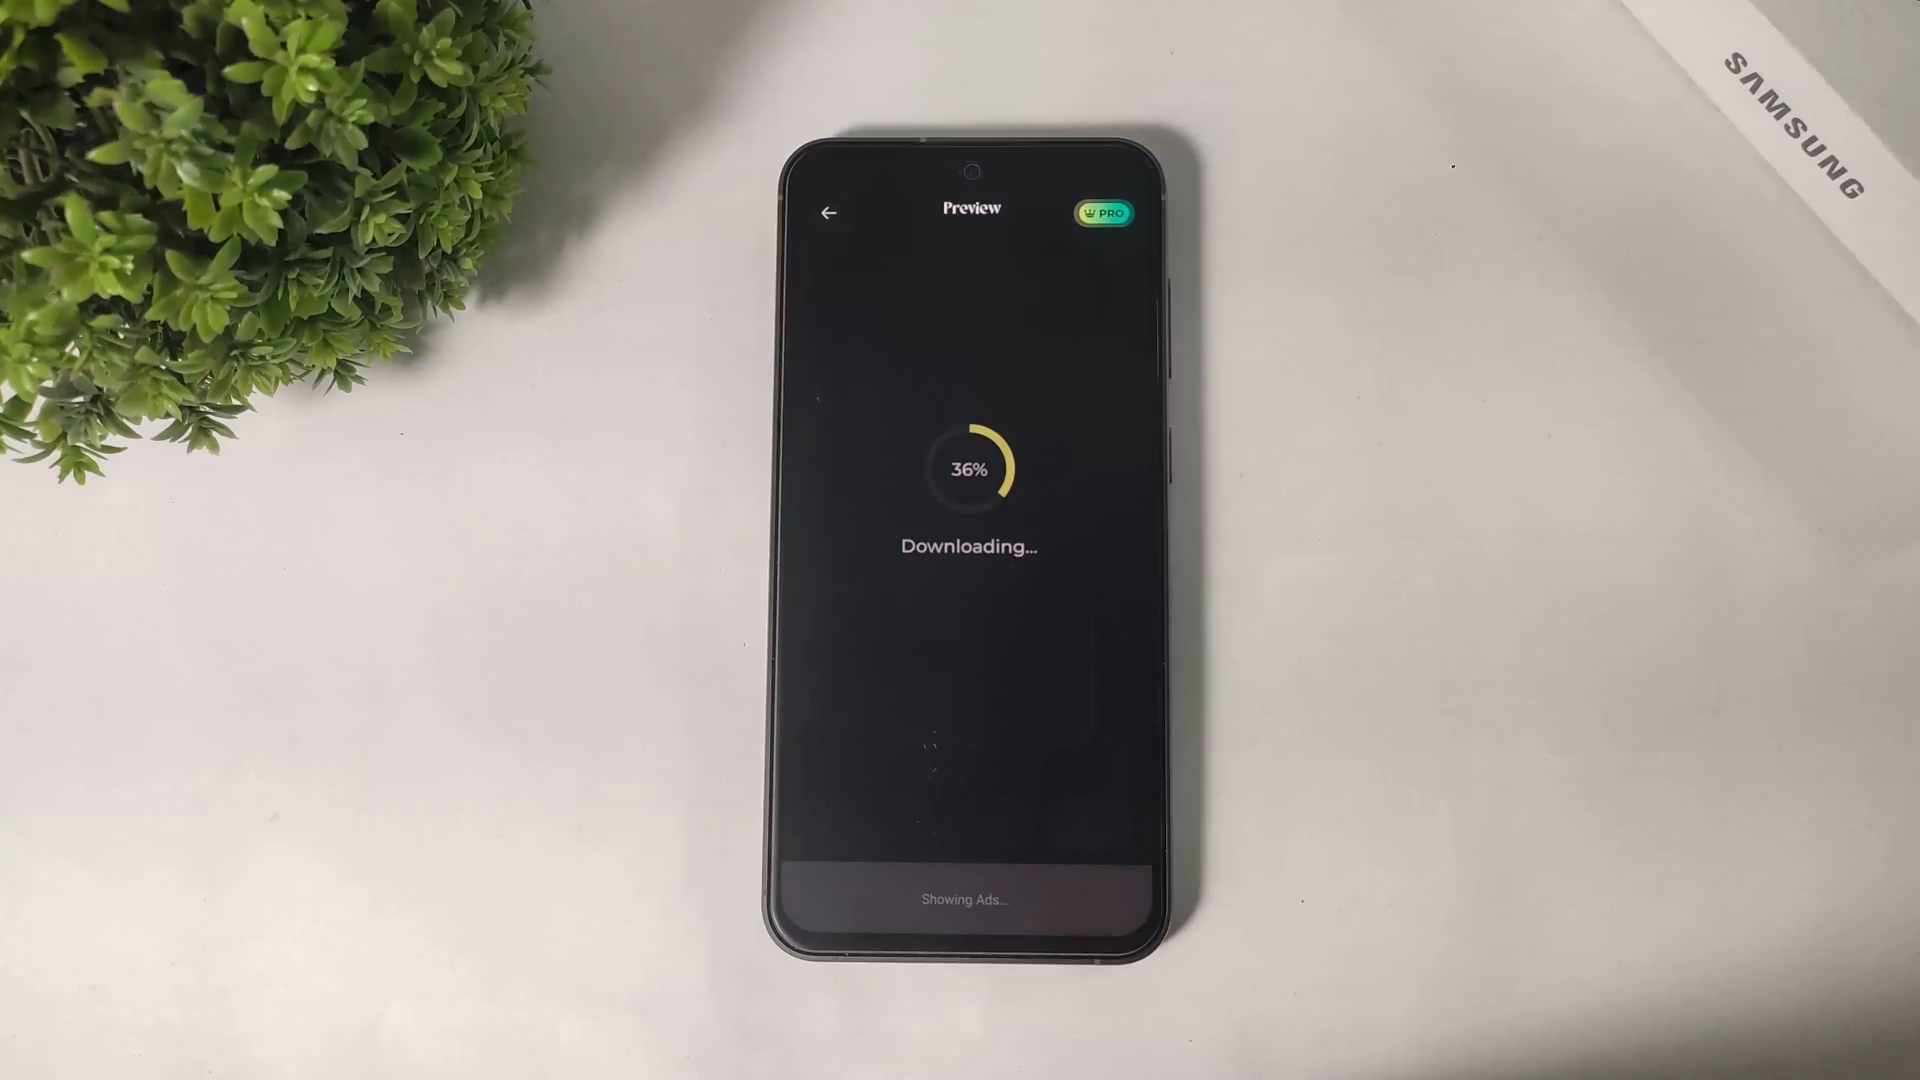 SAMSUNG
Preview
PRO
36%
Downloading...
Showing Ads...